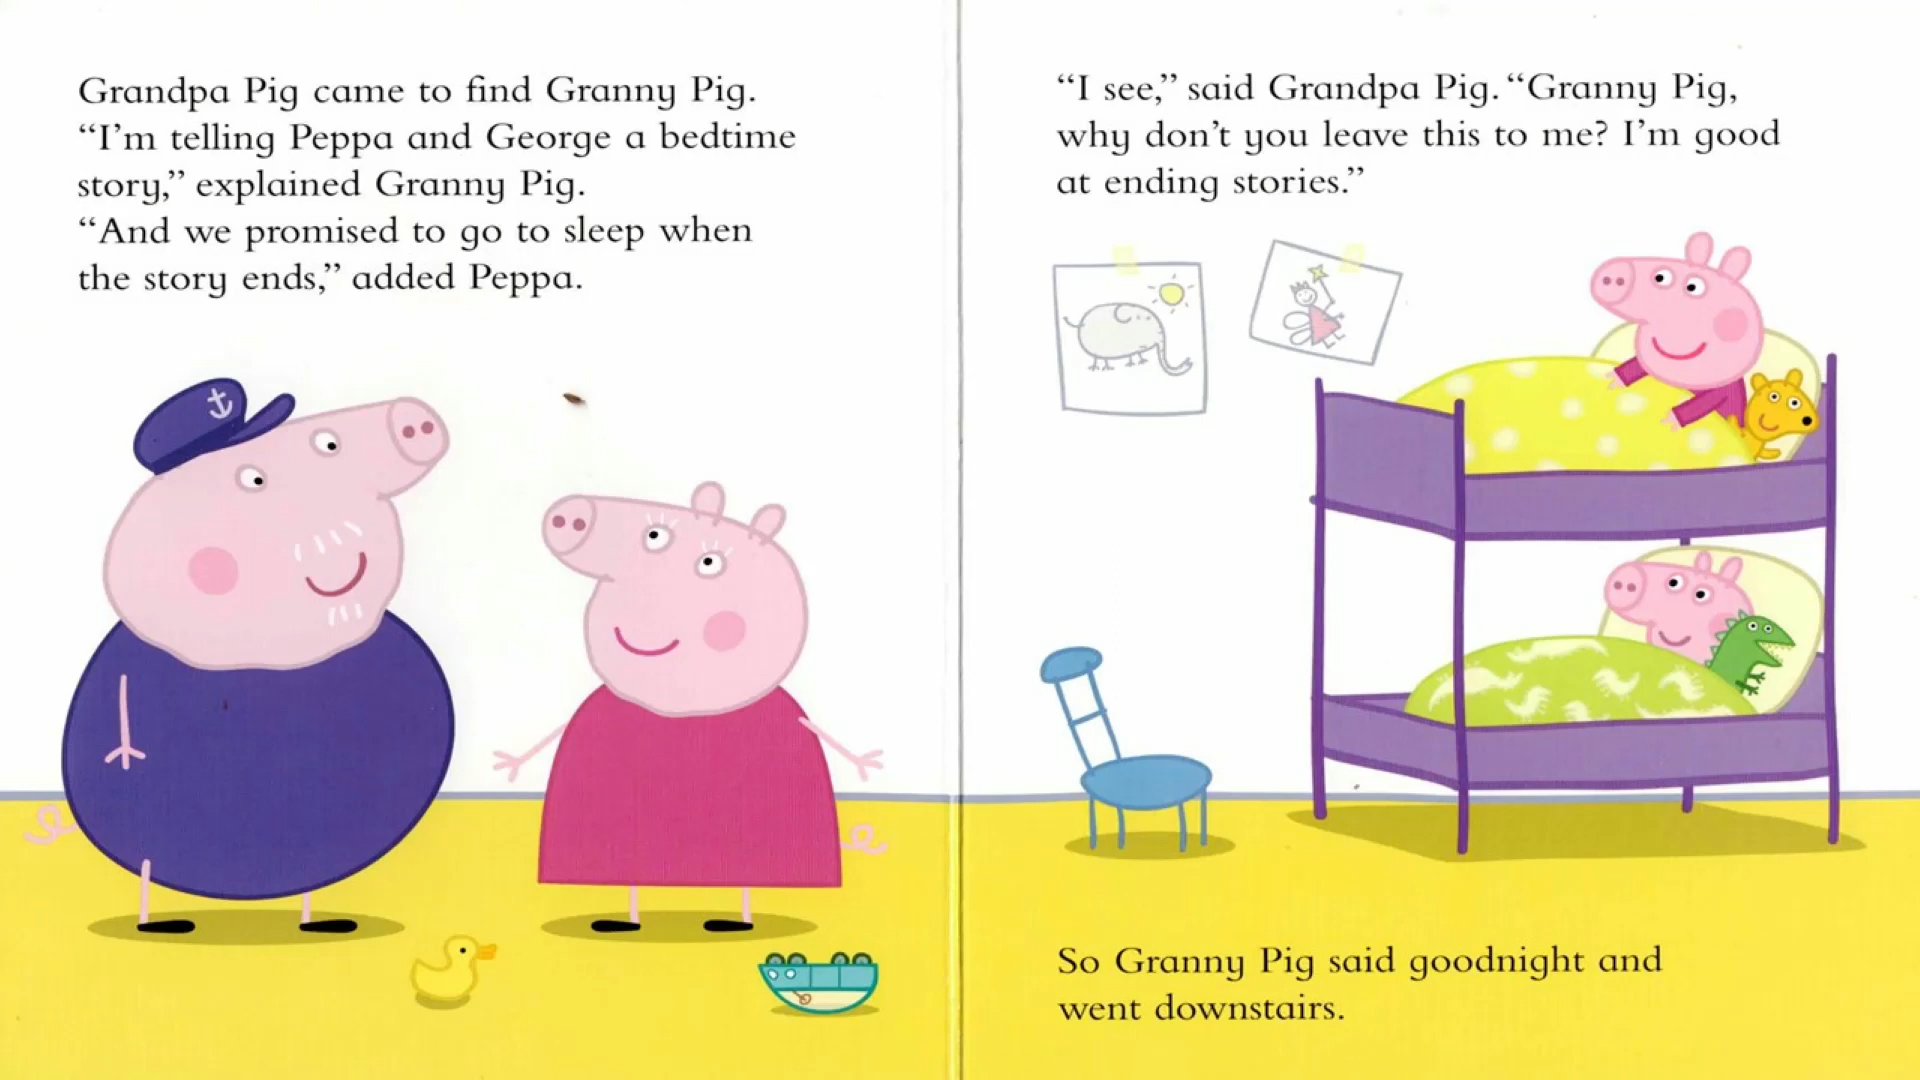 Grandpa Pig came to find Granny Pig.
“I’m telling Peppa and George a bedtime
story,” explained Granny Pig.
“And we promised to go to sleep when
the story ends,” added Peppa.
“I see,” said Grandpa Pig. “Granny Pig,
why don’t you leave this to me? I’m good
at ending stories.”
So Granny Pig said goodnight and
went downstairs.